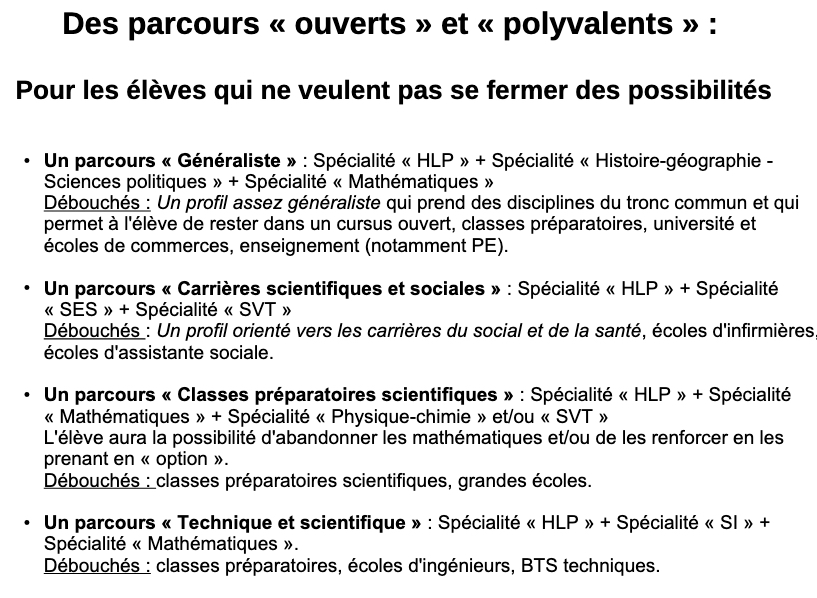 Des parcours « ouverts » et « polyvalents » :
Pour les élèves qui ne veulent pas se fermer des possibilités
• Un parcours « Généraliste » : Spécialité « HLP » + Spécialité « Histoire-géographie -
Sciences politiques » + Spécialité « Mathématiques »
Débouchés : Un profil assez généraliste qui prend des disciplines du tronc commun et qui
permet à l'élève de rester dans un cursus ouvert, classes préparatoires, université et
écoles de commerces, enseignement (notamment PE).
• Un parcours « Carrières scientifiques et sociales » : Spécialité « HLP » + Spécialité
« SES » + Spécialité « SVT »
Débouchés : Un profil orienté vers les carrières du social et de la santé, écoles d'infirmières,
écoles d'assistante sociale.
• Un parcours « Classes préparatoires scientifiques » : Spécialité « HLP » + Spécialité
« Mathématiques » + Spécialité « Physique-chimie » et/ou « SVT »
L'élève aura la possibilité d'abandonner les mathématiques et/ou de les renforcer en les
prenant en « option ».
Débouchés : classes préparatoires scientifiques, grandes écoles.
• Un parcours « Technique et scientifique » : Spécialité « HLP » + Spécialité « SI » +
Spécialité « Mathématiques ».
Débouchés : classes préparatoires, écoles d'ingénieurs, BTS techniques.